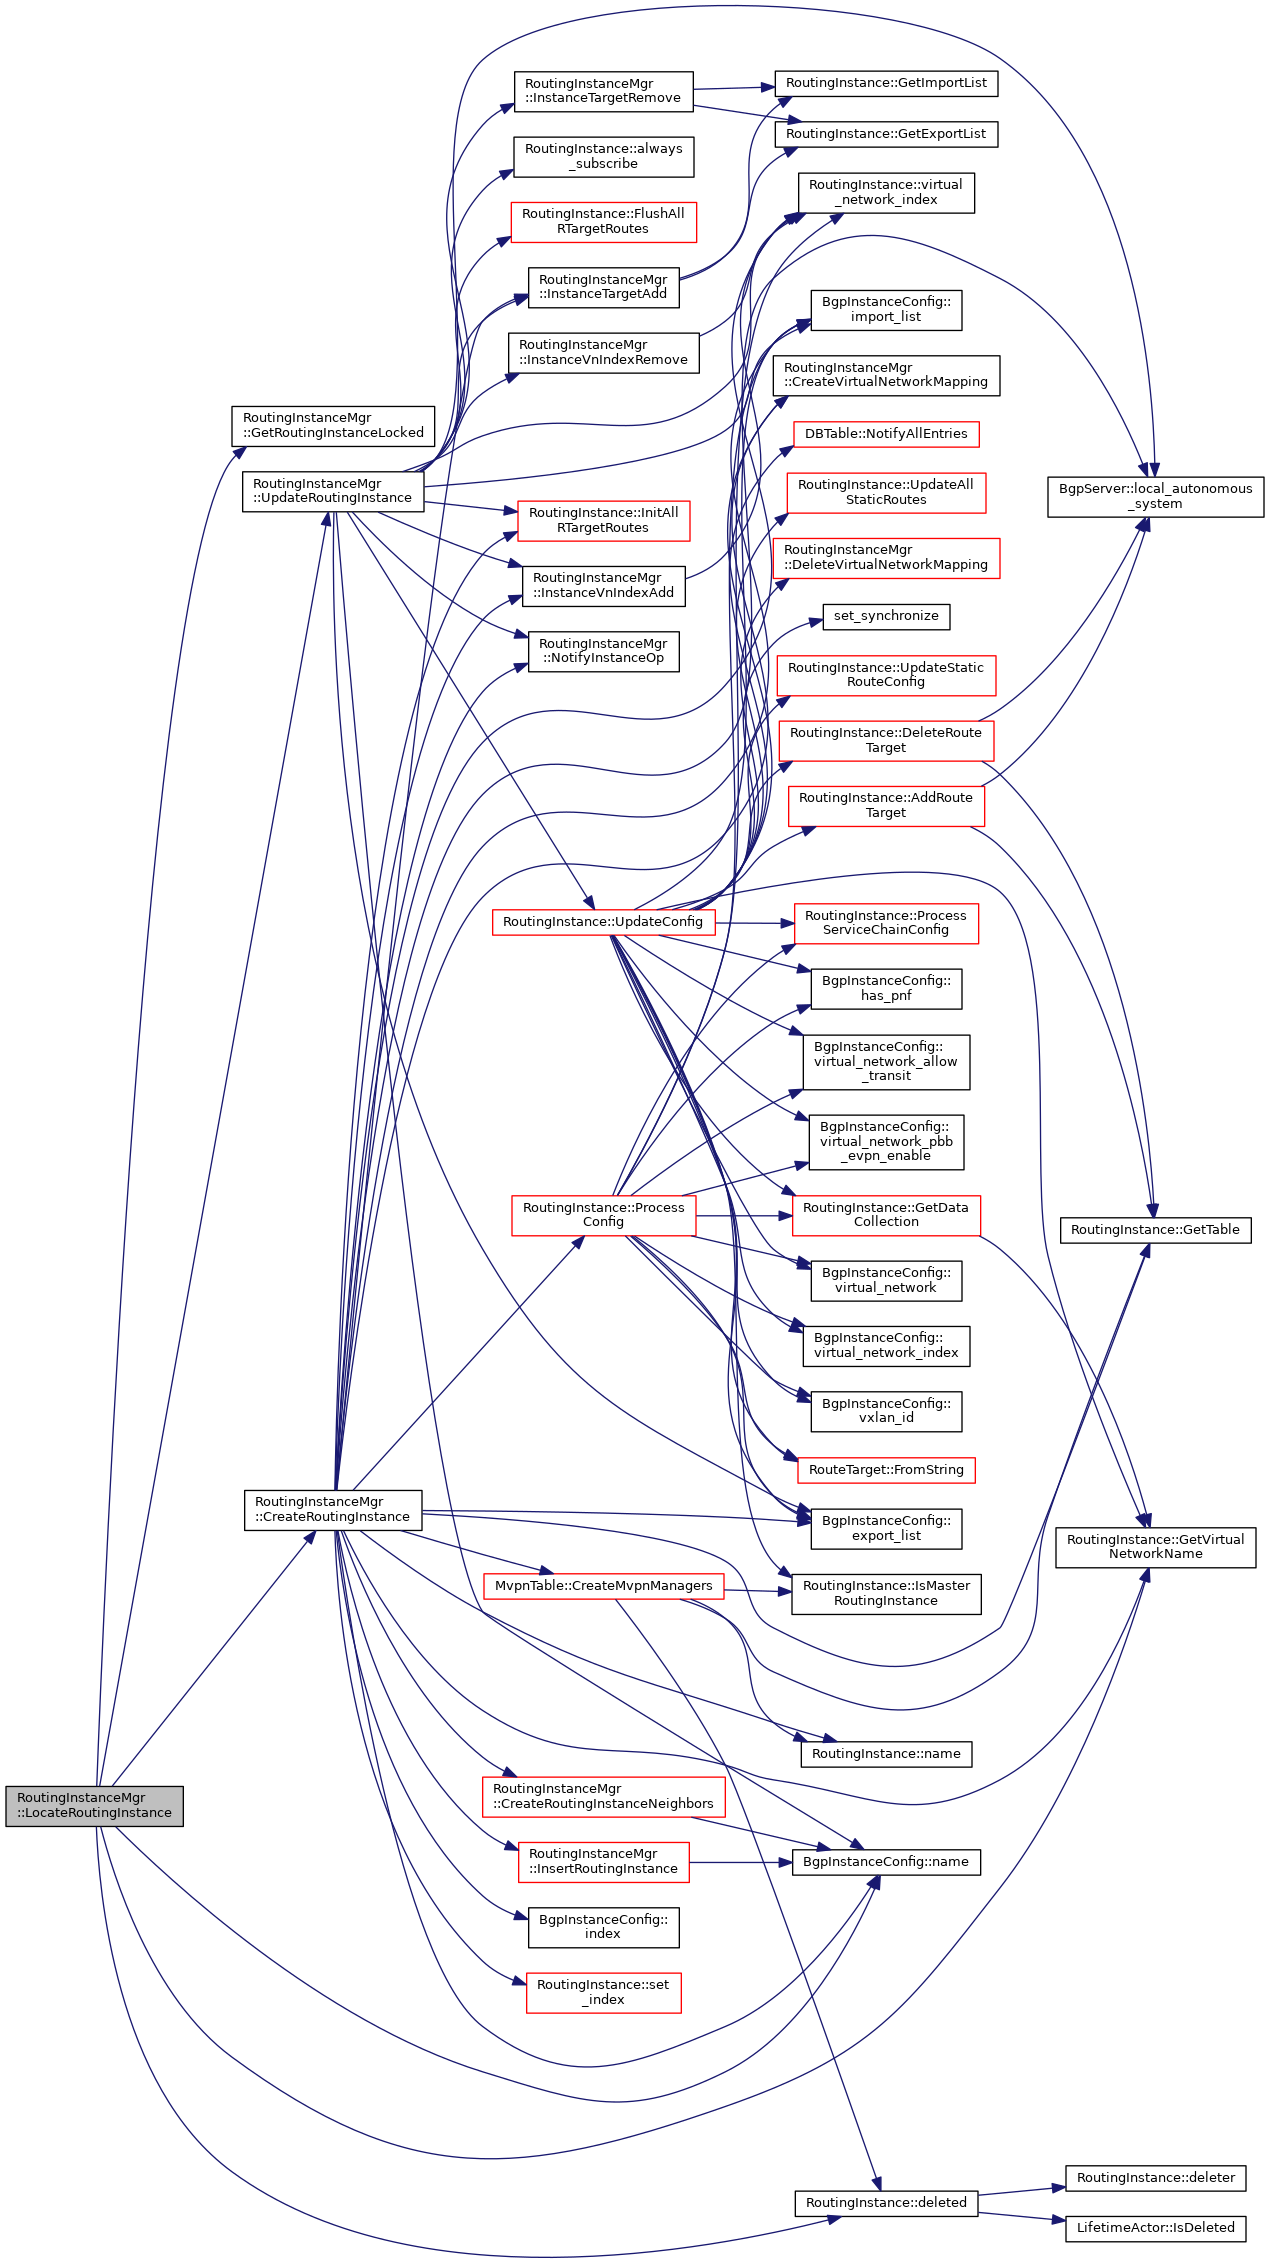 RoutingInstanceMgr
::InstanceTargetRemove
RoutingInstance::GetImportList
RoutingInstance::GetExportList
RoutingInstance::always
_subscribe
RoutingInstance::virtual
_network_index
RoutingInstance::FlushAll
RTargetRoutes
RoutingInstanceMgr
::InstanceTargetAdd
BgpInstanceConfig::
import_list
RoutingInstanceMgr
::InstanceVnIndexRemove
RoutingInstanceMgr
::CreateVirtualNetworkMapping
RoutingInstanceMgr
::GetRoutingInstanceLocked
DBTable::NotifyAllEntries
RoutingInstanceMgr
::UpdateRoutingInstance
RoutingInstance::UpdateAll
StaticRoutes
BgpServer::local_autonomous
_system
RoutingInstance::InitAll
RTargetRoutes
RoutingInstanceMgr
::DeleteVirtualNetworkMapping
RoutingInstanceMgr
::InstanceVnIndexAdd
set_synchronize
RoutingInstanceMgr
::NotifyInstanceOp
RoutingInstance::UpdateStatic
RouteConfig
RoutingInstance::DeleteRoute
Target
RoutingInstance::AddRoute
Target
RoutingInstance::UpdateConfig
RoutingInstance::Process
ServiceChainConfig
BgpInstanceConfig::
has_pnf
BgpInstanceConfig::
virtual_network_allow
_transit
BgpInstanceConfig::
virtual_network_pbb
_evpn_enable
RoutingInstance::Process
Config
RoutingInstance::GetData
Collection
RoutingInstance::GetTable
BgpInstanceConfig::
virtual_network
BgpInstanceConfig::
virtual_network_index
BgpInstanceConfig::
vxlan_id
RouteTarget::FromString
RoutingInstanceMgr
::CreateRoutingInstance
BgpInstanceConfig::
export_list
RoutingInstance::GetVirtual
NetworkName
MvpnTable::CreateMvpnManagers
RoutingInstance::IsMaster
RoutingInstance
RoutingInstance::name
RoutingInstanceMgr
::LocateRoutingInstance
RoutingInstanceMgr
::CreateRoutingInstanceNeighbors
RoutingInstanceMgr
::InsertRoutingInstance
BgpInstanceConfig::name
BgpInstanceConfig::
index
RoutingInstance::set
_index
RoutingInstance::deleted
RoutingInstance::deleter
LifetimeActor::IsDeleted